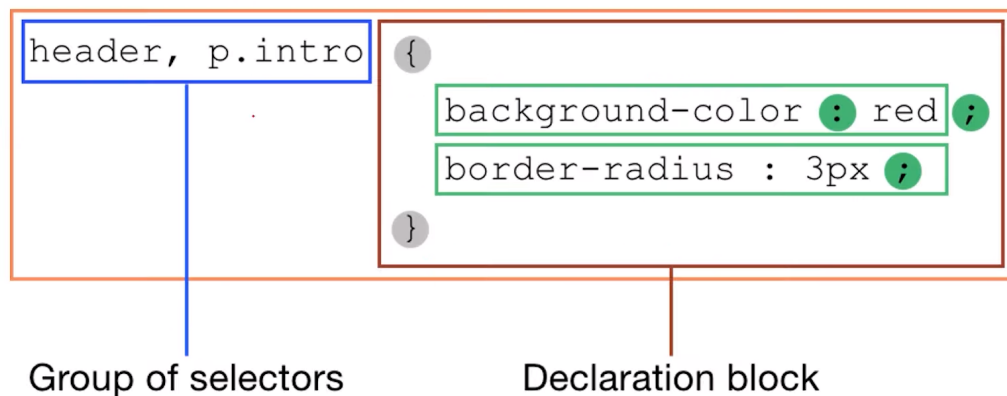 header, p.intro {
background-color : red ;
border-radius : 3px ;
}
Group of selectors
Declaration block